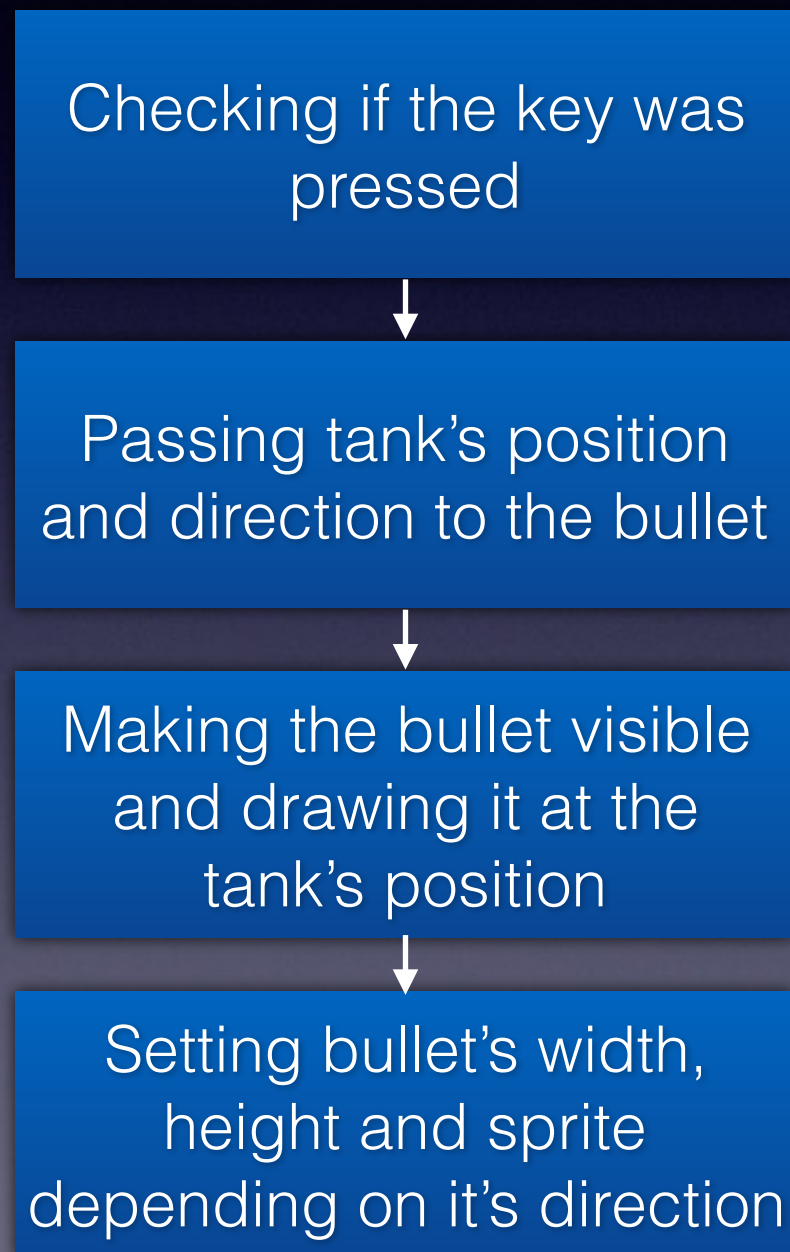 Checking if the key was
pressed
Passing tank’s position
and direction to the bullet
Making the bullet visible
and drawing it at the
tank’s position
Setting bullet’s width,
height and sprite
depending on it’s direction